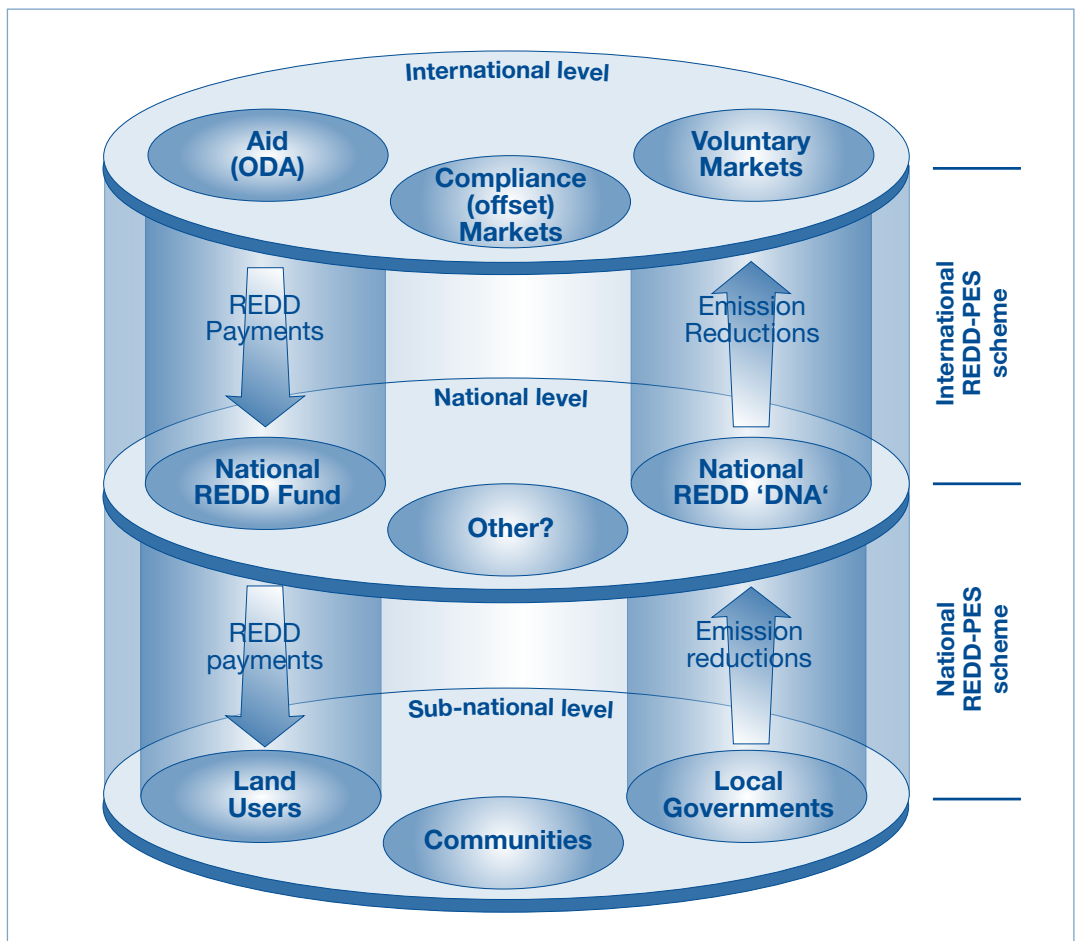 International level
Aid
(ODA)
Voluntary
Markets
Compliance
(offset)
Markets
REDD
Payments
Emission
Reductions
International
REDD-PES
scheme
National level
National
REDD Fund
National
REDD ‘DNA‘
Other?
REDD
payments
Emission
reductions
National
REDD-PES
scheme
Sub-national level
Land
Users
Local
Governments
Communities